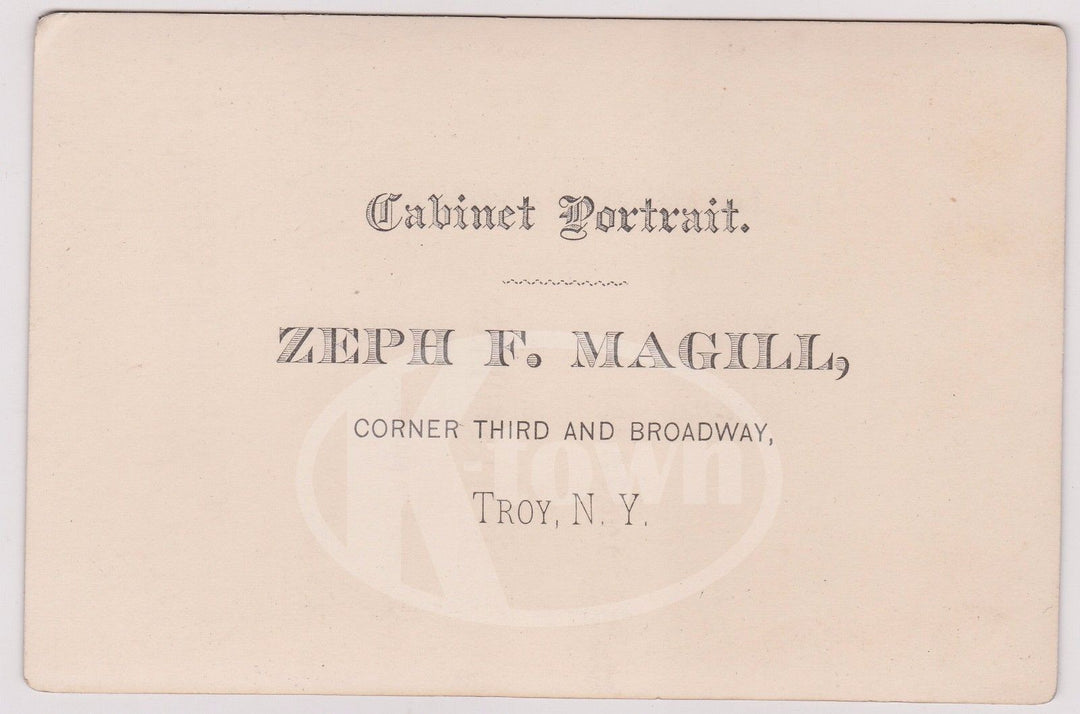 Cabinet Portrait.
ZEPH F. MAGILL,
CORNER THIRD AND BROADWAY,
K-town
TROY, N. Y.